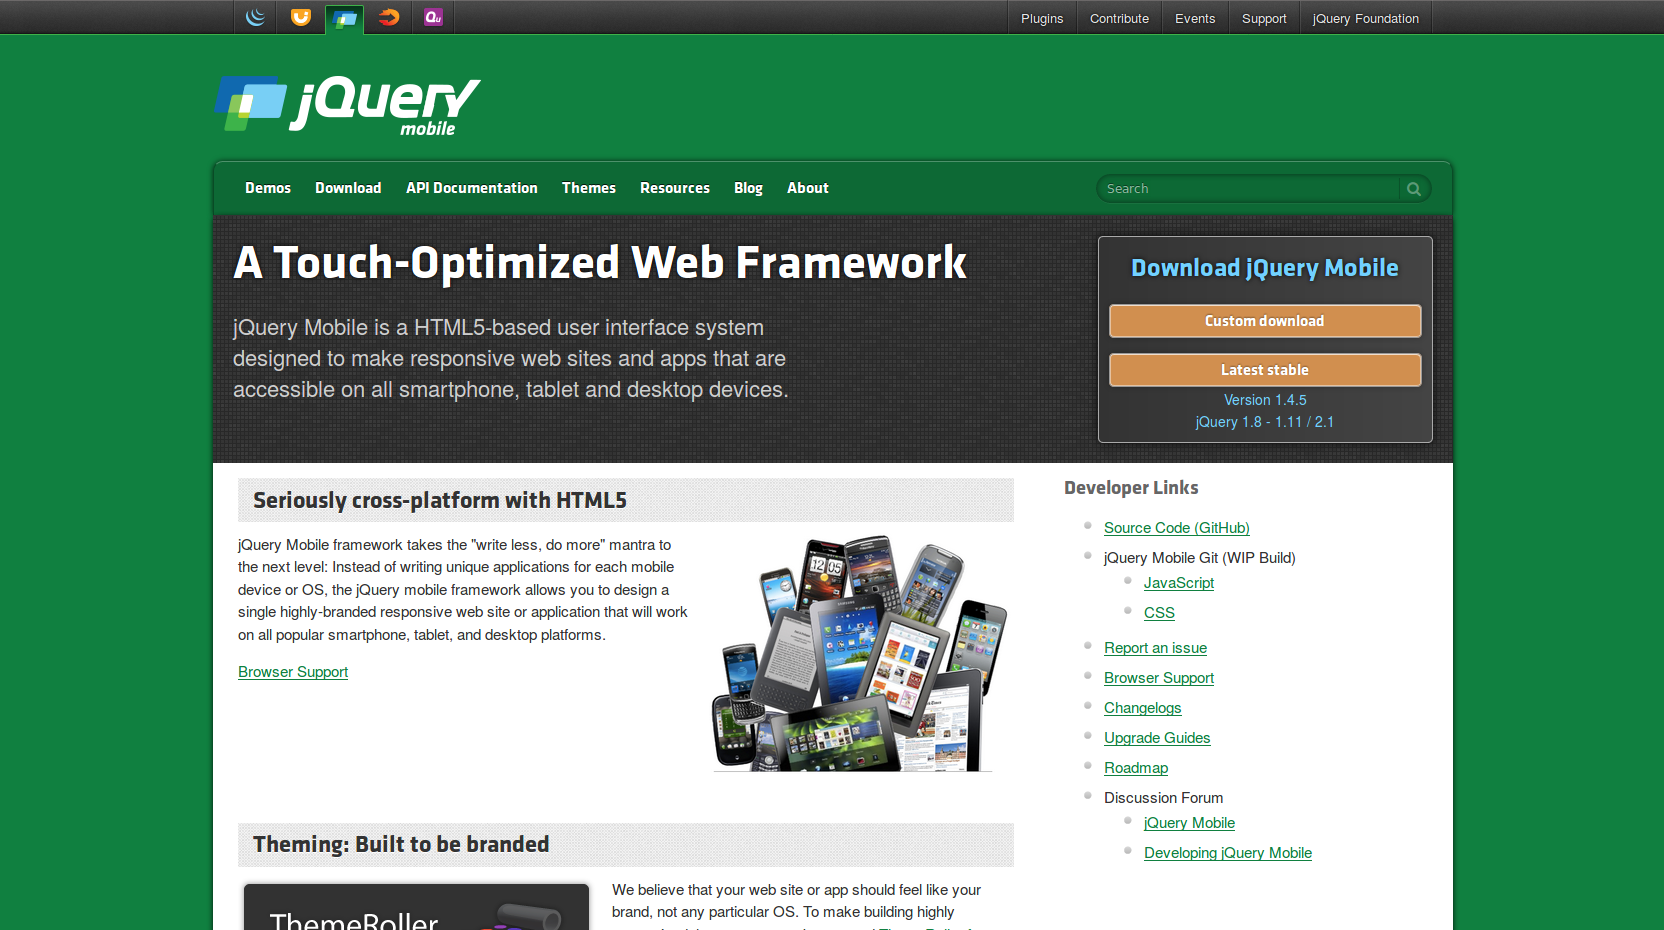 Plugins Contribute Events Support jQuery Foundation
jQuery
mobile
Demos Download API Documentation Themes Resources Blog About Search
A Touch-Optimized Web Framework
jQuery Mobile is a HTML5-based user interface system
designed to make responsive web sites and apps that are
accessible on all smartphone, tablet and desktop devices.
Download jQuery Mobile
Custom download
Latest stable
Version 1.4.5
jQuery 1.8 - 1.11 / 2.1
Seriously cross-platform with HTML5
jQuery Mobile framework takes the "write less, do more" mantra to
the next level: Instead of writing unique applications for each mobile
device or OS, the jQuery mobile framework allows you to design a
single highly-branded responsive web site or application that will work
on all popular smartphone, tablet, and desktop platforms.
Browser Support
12 05
Theming: Built to be branded
ThemeRoller
We believe that your web site or app should feel like your
brand, not any particular OS. To make building highly
Developer Links
Source Code (GitHub)
jQuery Mobile Git (WIP Build)
JavaScript
CSS
Report an issue
Browser Support
Changelogs
Upgrade Guides
Roadmap
Discussion Forum
jQuery Mobile
Developing jQuery Mobile